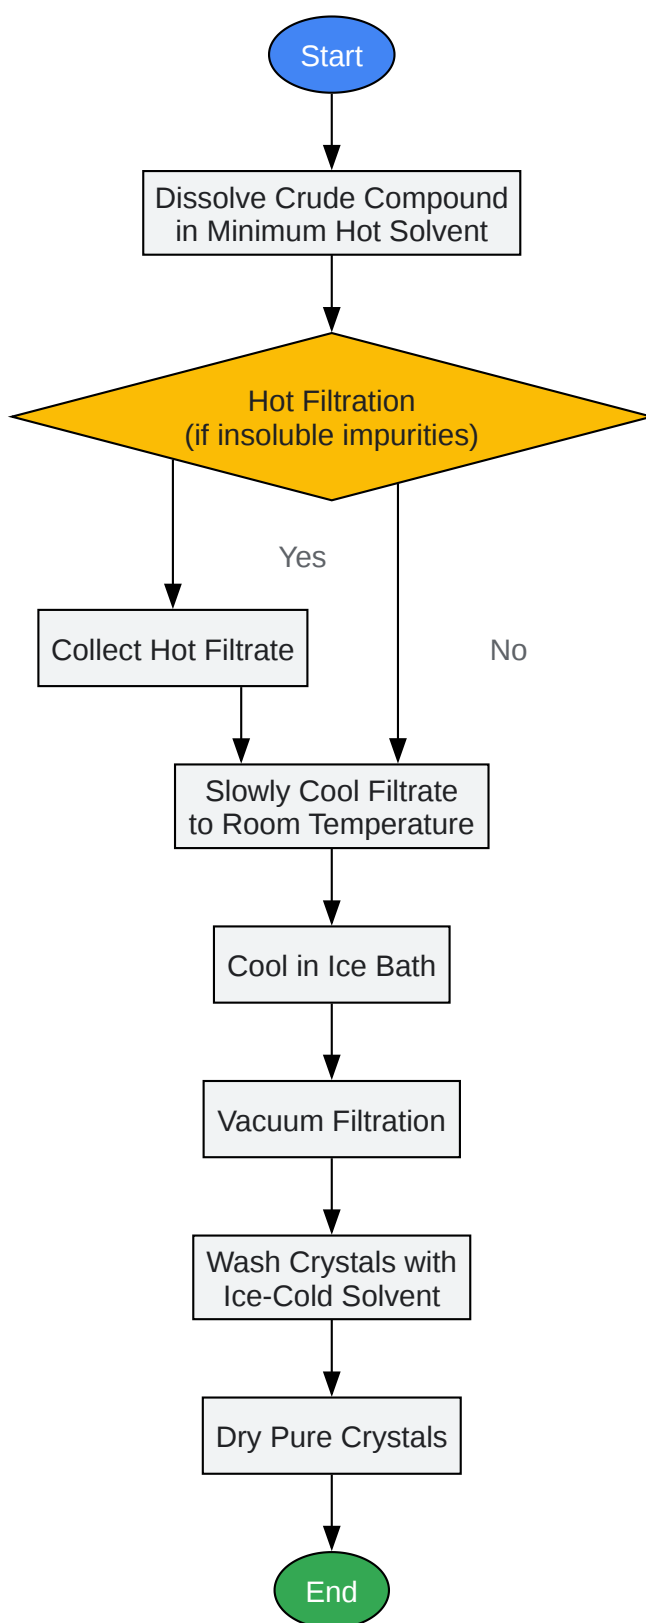 Start
Dissolve Crude Compound
in Minimum Hot Solvent
Hot Filtration
(if insoluble impurities)
Yes
Collect Hot Filtrate
No
Slowly Cool Filtrate
to Room Temperature
Cool in Ice Bath
Vacuum Filtration
Wash Crystals with
Ice-Cold Solvent
Dry Pure Crystals
End